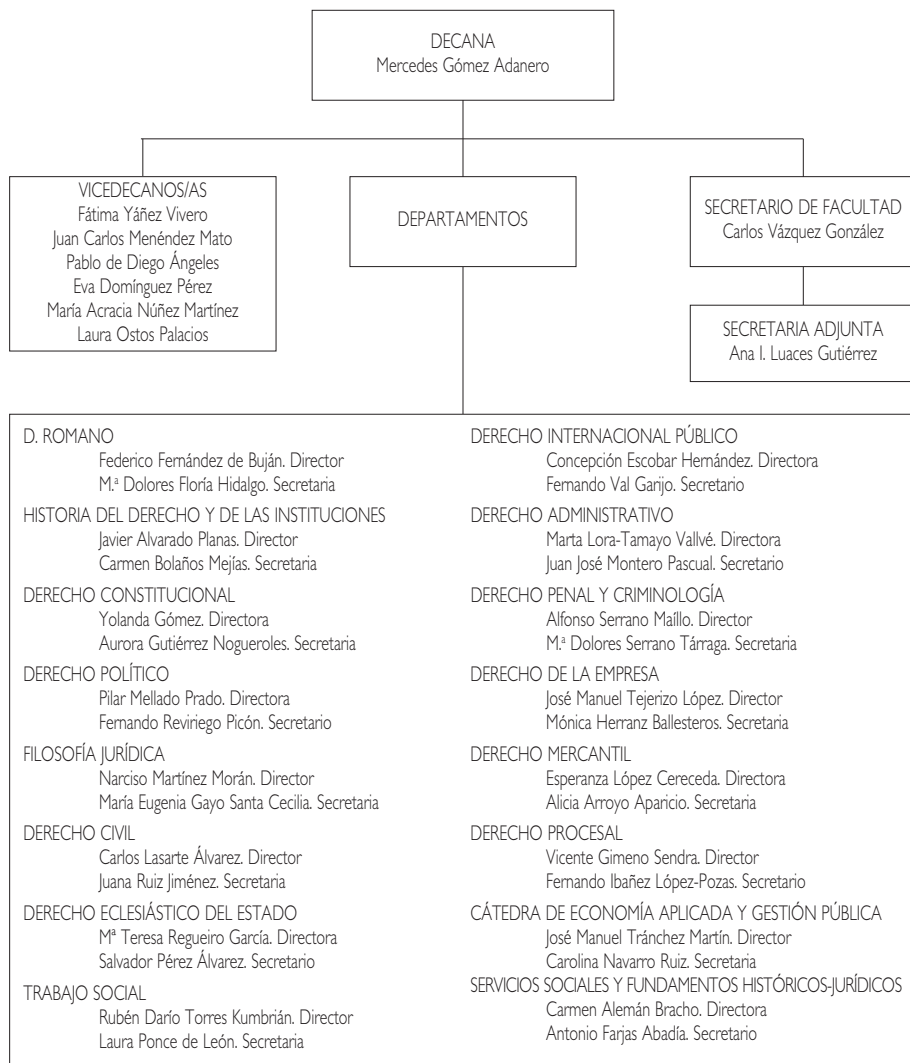 DECANA
Mercedes Gómez Adanero
VICEDECANOS/AS
Fátima Yáñez Vivero
Juan Carlos Menéndez Mato
Pablo de Diego Ángeles
Eva Domínguez Pérez
María Acracia Núñez Martínez
Laura Ostos Palacios
DEPARTAMENTOS
SECRETARIO DE FACULTAD
Carlos Vázquez González
SECRETARIA ADJUNTA
Ana I. Luaces Gutiérrez
D. ROMANO
Federico Fernández de Buján. Director
M.ª Dolores Floría Hidalgo. Secretaria
HISTORIA DEL DERECHO Y DE LAS INSTITUCIONES
Javier Alvarado Planas. Director
Carmen Bolaños Mejías. Secretaria
DERECHO CONSTITUCIONAL
Yolanda Gómez. Directora
Aurora Gutiérrez Nogueroles. Secretaria
DERECHO POLÍTICO
Pilar Mellado Prado. Directora
Fernando Reviriego Picón. Secretario
FILOSOFÍA JURÍDICA
Narciso Martínez Morán. Director
María Eugenia Gayo Santa Cecilia. Secretaria
DERECHO CIVIL
Carlos Lasarte Álvarez. Director
Juana Ruiz Jiménez. Secretaria
DERECHO ECLESIÁSTICO DEL ESTADO
Mª Teresa Regueiro García. Directora
Salvador Pérez Álvarez. Secretario
TRABAJO SOCIAL
Rubén Darío Torres Kumbrián. Director
Laura Ponce de León. Secretaria
DERECHO INTERNACIONAL PÚBLICO
Concepción Escobar Hernández. Directora
Fernando Val Garijo. Secretario
DERECHO ADMINISTRATIVO
Marta Lora-Tamayo Vallvé. Directora
Juan José Montero Pascual. Secretario
DERECHO PENAL Y CRIMINOLOGÍA
Alfonso Serrano Maíllo. Director
M.ª Dolores Serrano Tárraga. Secretaria
DERECHO DE LA EMPRESA
José Manuel Tejerizo López. Director
Mónica Herranz Ballesteros. Secretaria
DERECHO MERCANTIL
Esperanza López Cereceda. Directora
Alicia Arroyo Aparicio. Secretaria
DERECHO PROCESAL
Vicente Gimeno Sendra. Director
Fernando Ibañez López-Pozas. Secretario
CÁTEDRA DE ECONOMÍA APLICADA Y GESTIÓN PÚBLICA
José Manuel Tránchez Martín. Director
Carolina Navarro Ruiz. Secretaria
SERVICIOS SOCIALES Y FUNDAMENTOS HISTÓRICOS-JURÍDICOS
Carmen Alemán Bracho. Directora
Antonio Farjas Abadía. Secretario